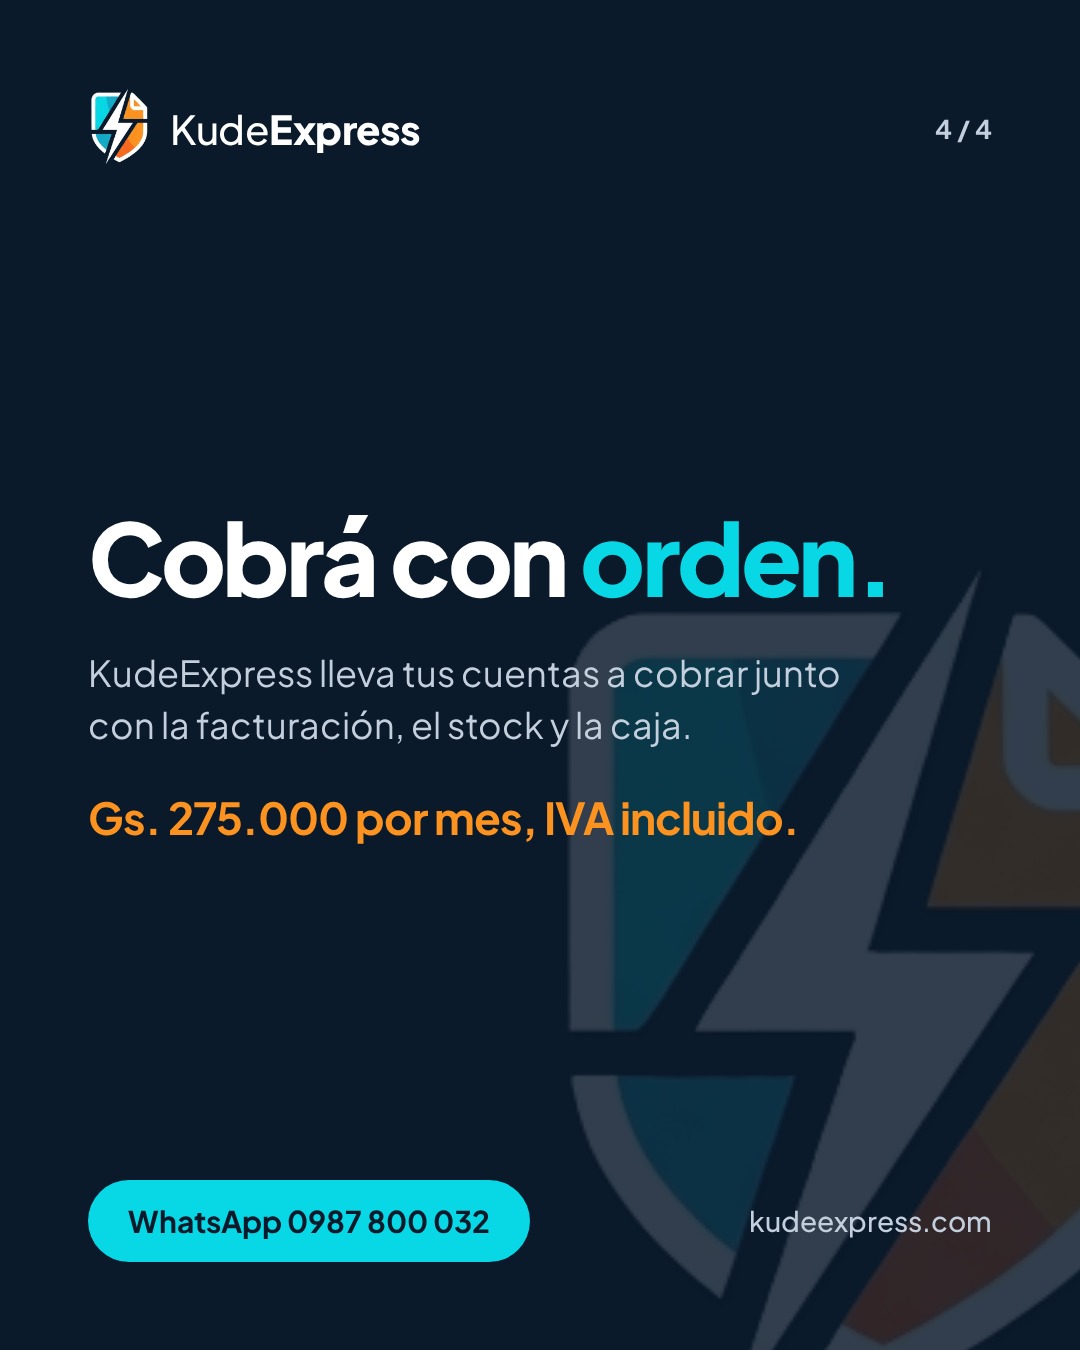 KudeExpress
4 / 4
Cobrá con orden.
KudeExpress lleva tus cuentas a cobrar junto
con la facturación, el stock y la caja.
Gs. 275.000 por mes, IVA incluido.
WhatsApp 0987 800 032
kudeexpress.com